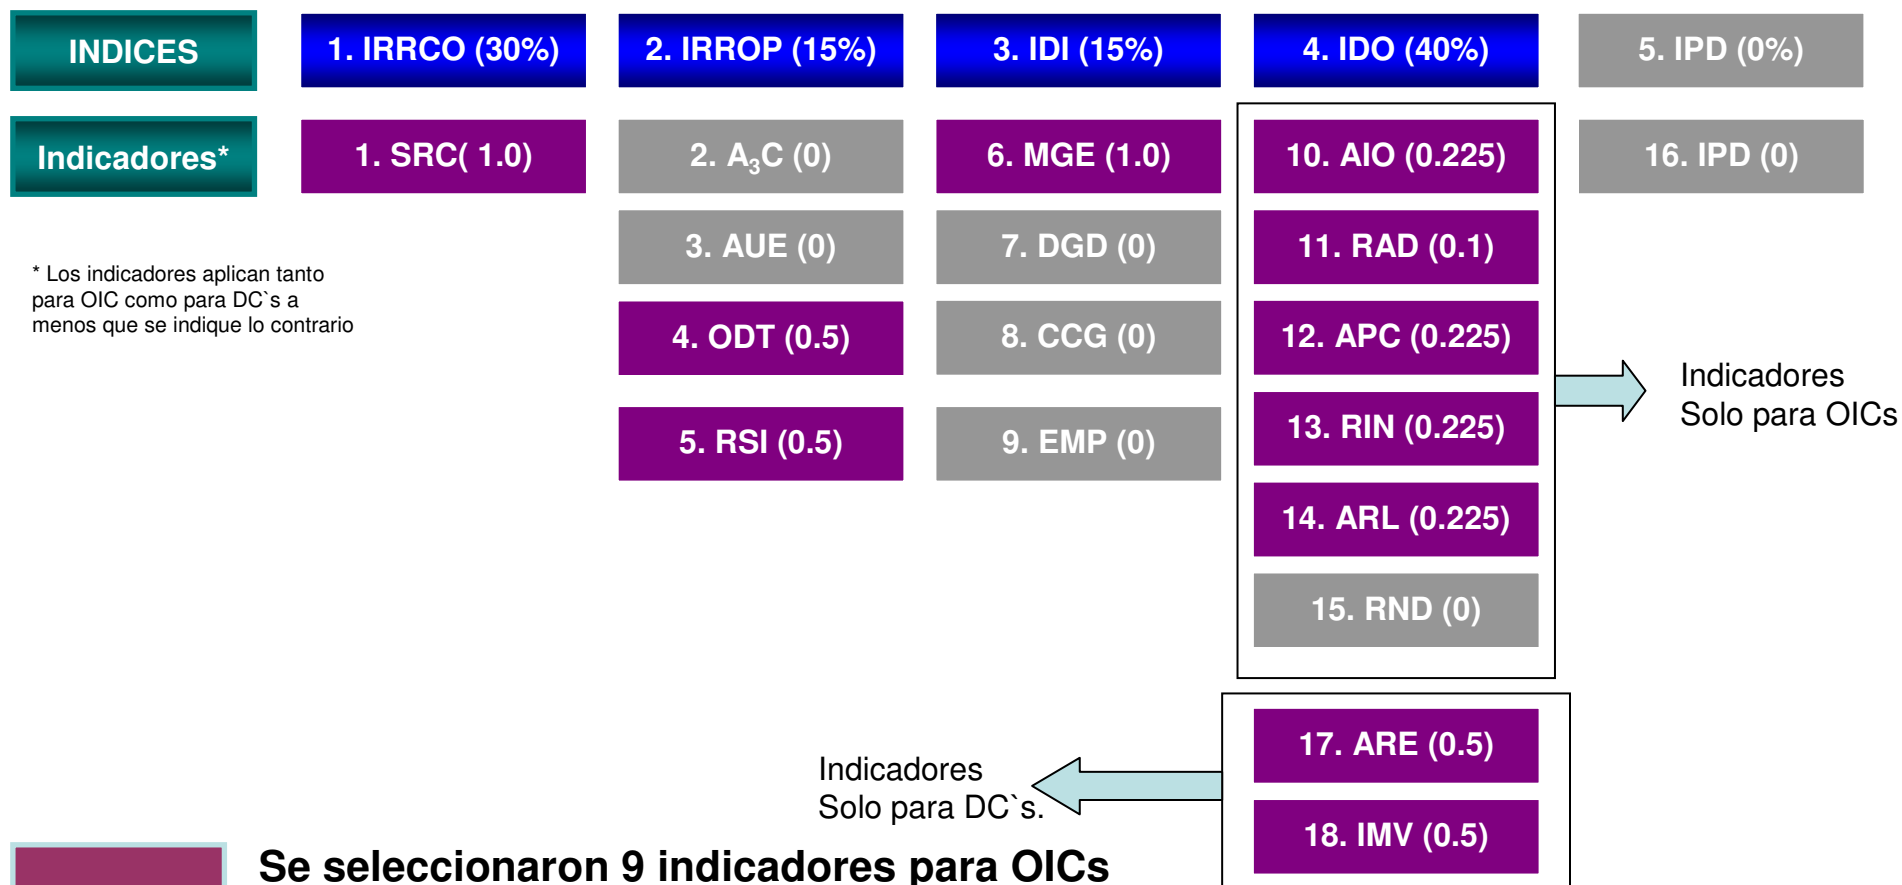 INDICES
1. IRRCO (30%)
2. IRROP (15%)
3. IDI (15%)
4. IDO (40%)
5. IPD (0%)
Indicadores*
1. SRC( 1.0)
2. A₃C (0)
6. MGE (1.0)
10. AIO (0.225)
16. IPD (0)
3. AUE (0)
7. DGD (0)
11. RAD (0.1)
* Los indicadores aplican tanto
para OIC como para DC`s a
menos que se indique lo contrario
4. ODT (0.5)
8. CCG (0)
12. APC (0.225)
Indicadores
Solo para OICs
5. RSI (0.5)
9. EMP (0)
13. RIN (0.225)
14. ARL (0.225)
15. RND (0)
17. ARE (0.5)
Indicadores
Solo para DC`s.
18. IMV (0.5)
Se seleccionaron 9 indicadores para OICs